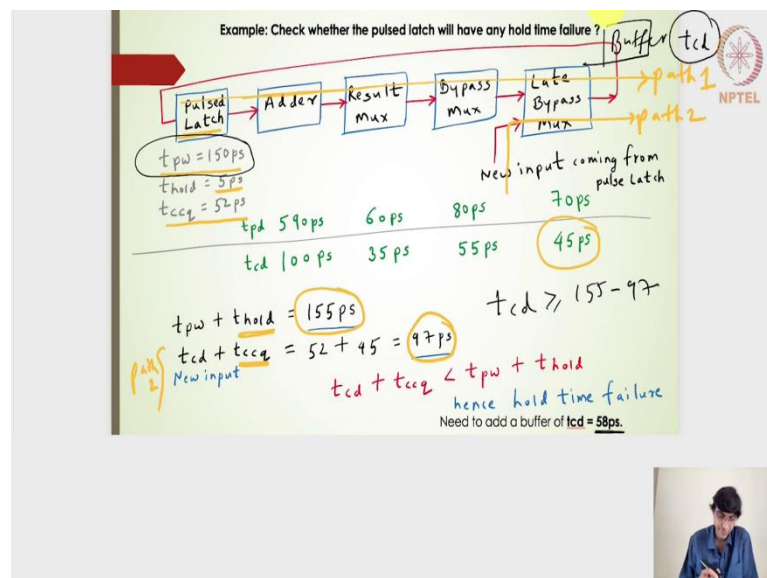 Example: Check whether the pulsed latch will have any hold time failure ?
Buffer tcd
path1
NPTEL
Pulsed Latch
Adder
Result Mux
Bypass Mux
Late Bypass Mux
path2
New input coming from
pulse Latch
tpw = 150ps
thold = 5ps
tccq = 52ps
tpd 590ps 60ps 80ps 70ps
tcd 100ps 35ps 55ps 45ps
tpw + thold = 155ps
tcd ≥ 155-97
path 2
tcd + tccq = 52 + 45 = 97ps
New input
tcd + tccq < tpw + thold
hence hold time failure
Need to add a buffer of tcd = 58ps.